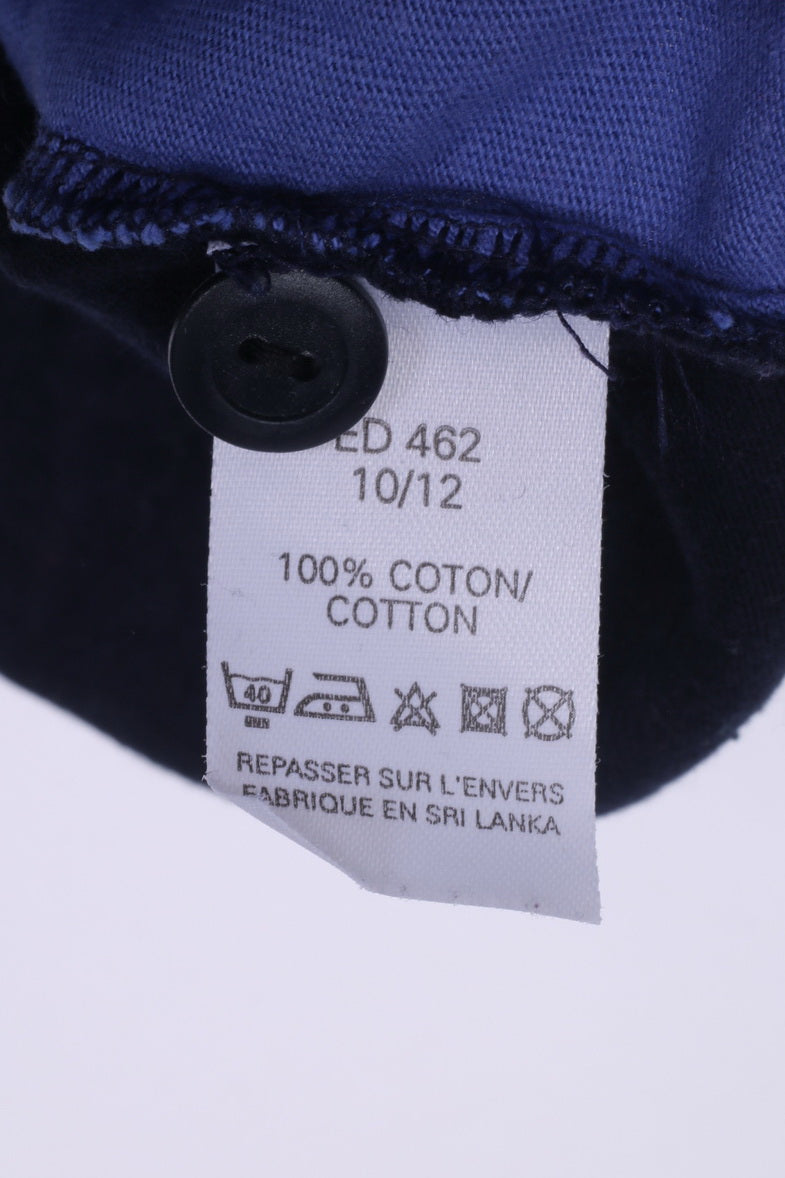 ED 462
10/12
100% COTON/
COTTON
40
REPASSER SUR L'ENVERS
FABRIQUE EN SRI LANKA